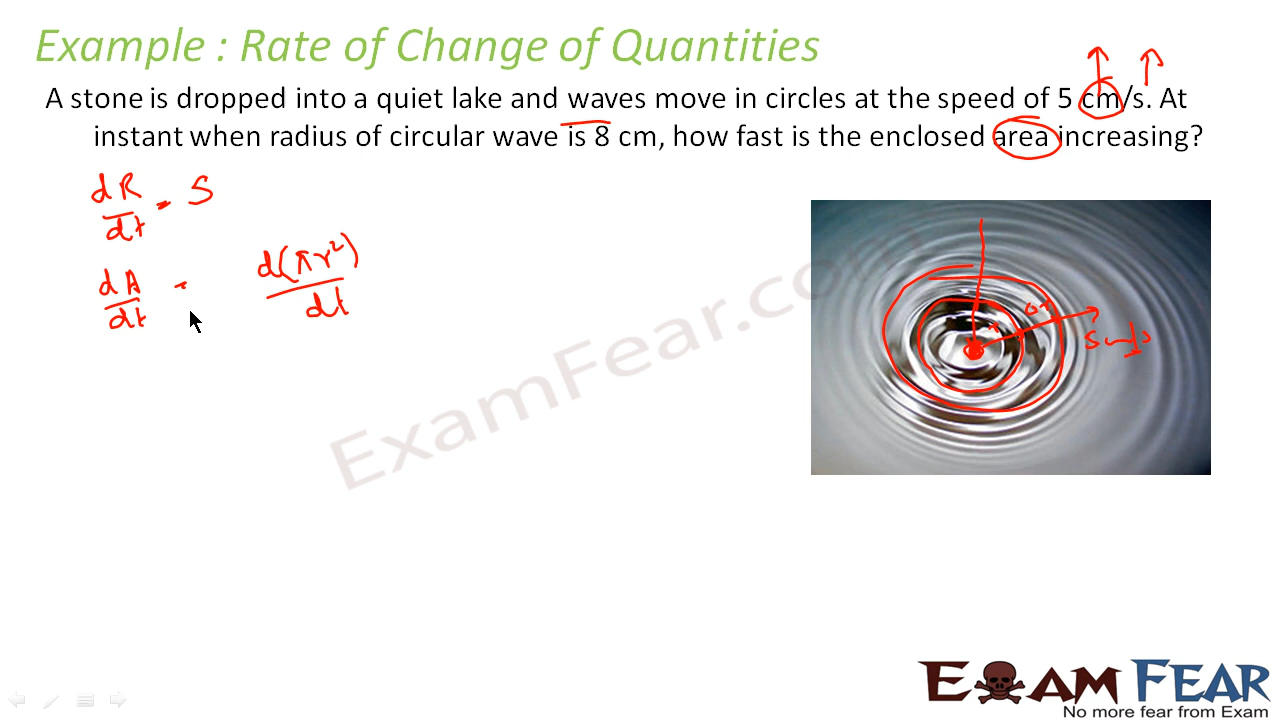 Example : Rate of Change of Quantities
A stone is dropped into a quiet lake and waves move in circles at the speed of 5 cm/s. At
instant when radius of circular wave is 8 cm, how fast is the enclosed area increasing?
dR/dt = 5
dA/dt = d(πr²)/dt
5 cm/s
ExamFear.com
EXAM FEAR
No more fear from Exam